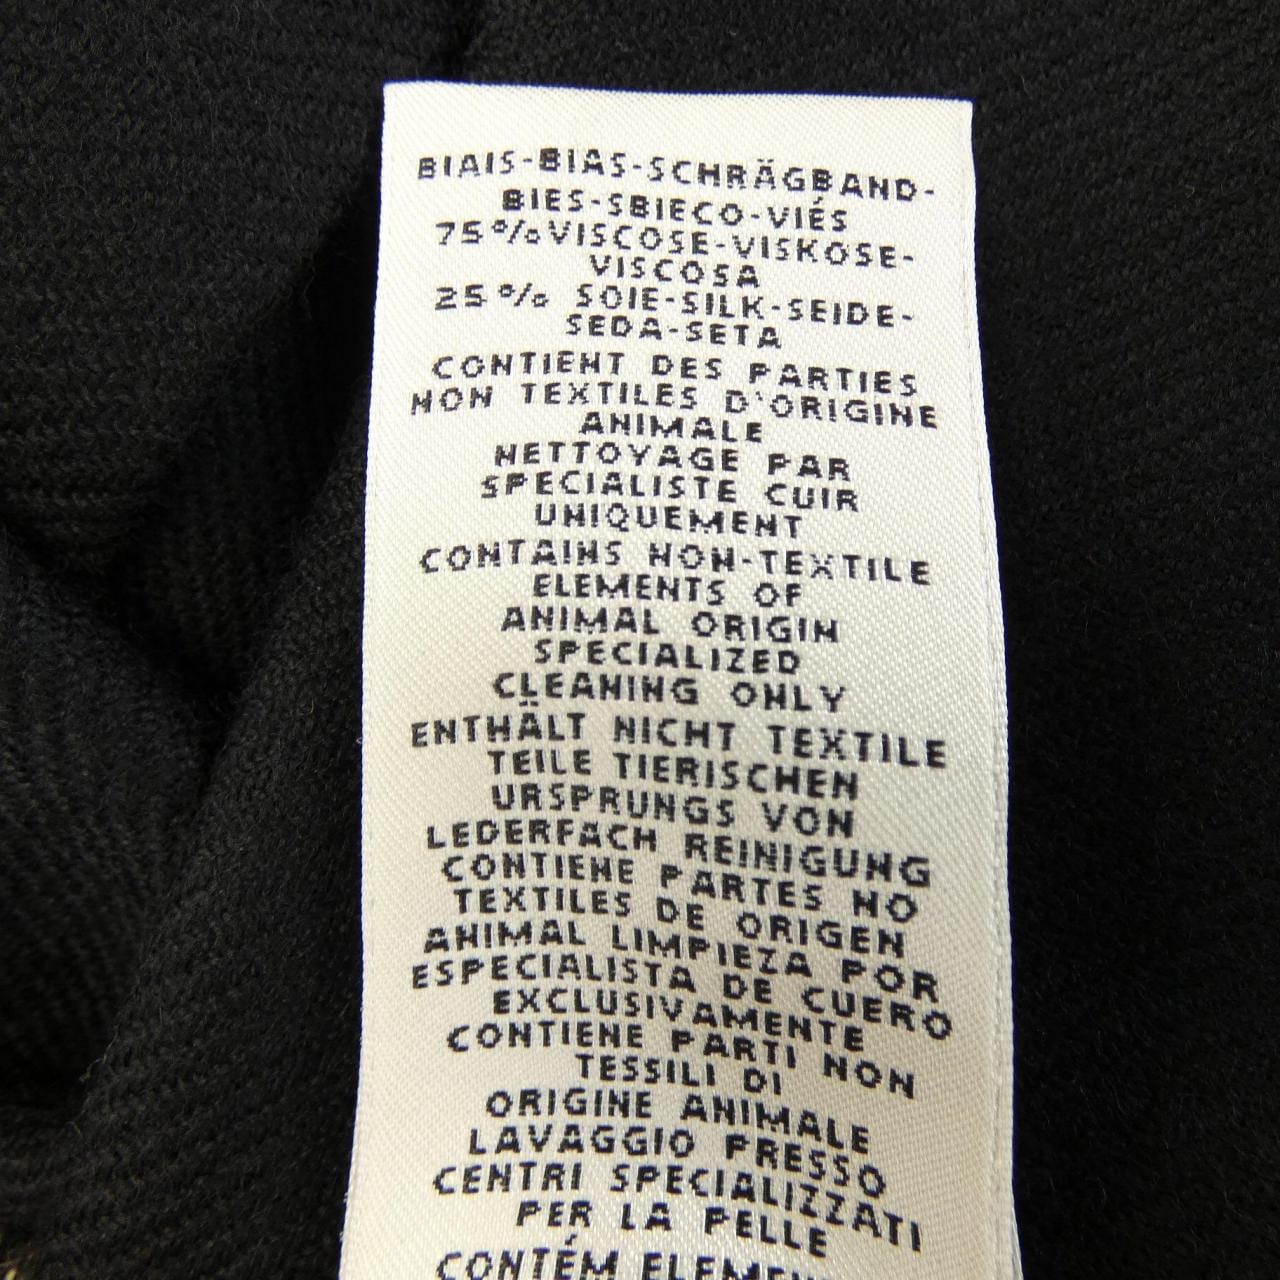 BIAIS-BIAS-SCHRÄGBAND-
BIES-SBIECO-VIÉS
75%VISCOSE-VISKOSE-
VISCOSA
25% SOIE-SILK-SEIDE-
SEDA-SETA
CONTIENT DES PARTIES
NON TEXTILES D'ORIGINE
ANIMALE
NETTOYAGE PAR
SPECIALISTE CUIR
UNIQUEMENT
CONTAINS NON-TEXTILE
ELEMENTS OF
ANIMAL ORIGIN
SPECIALIZED
CLEANING ONLY
ENTHÄLT NICHT TEXTILE
TEILE TIERISCHEN
URSPRUNGS VON
LEDERFACH REINIGUNG
CONTIENE PARTES NO
TEXTILES DE ORIGEN
ANIMAL LIMPIEZA POR
ESPECIALISTA DE CUERO
EXCLUSIVAMENTE
CONTIENE PARTI NON
TESSILI DI
ORIGINE ANIMALE
LAVAGGIO PRESSO
CENTRI SPECIALIZZATI
PER LA PELLE
CONTÉM